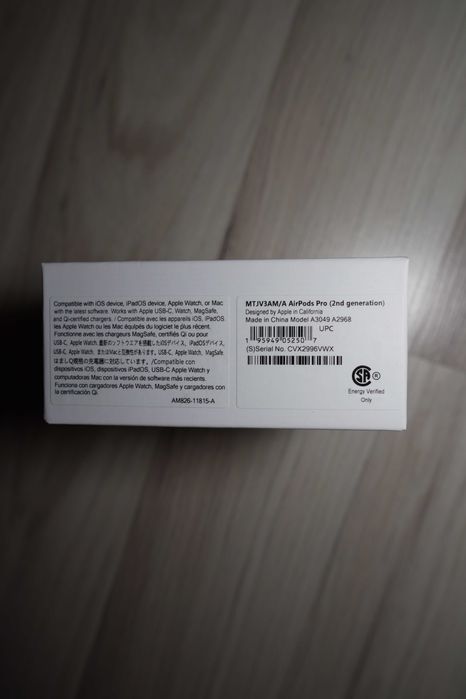 Compatible with iOS device, iPadOS device, Apple Watch, or Mac
with the latest software. Works with Apple USB-C, Watch, MagSafe,
and Qi-certified chargers. / Compatible avec les appareils iOS, iPadOS,
les Apple Watch ou les Mac équipés du logiciel le plus récent.
Fonctionne avec les chargeurs MagSafe, certifiés Qi ou pour
USB-C, Apple Watch. 最新のソフトウエアを搭載したiOSデバイス、iPadOSデバイス、
USB-C、Apple Watch、またはMacと互換性があります。USB-C、Apple Watch、MagSafe
はましQi規格の充電器に対応しています。/Compatible con
dispositivos iOS, dispositivos iPadOS, USB-C Apple Watch y
computadoras Mac con la versión de software más recient.
Funciona con cargadores Apple Watch, MagSafe y cargadores con
la certificación Qi.
AM826-11815-A
MTJV3AM/A AirPods Pro (2nd generation)
Designed by Apple in California
Made in China Model A3049 A2968
UPC
1 95949 05250 7
(S)Serial No. CVX2996VWX
SA ®
Energy Verified
Only